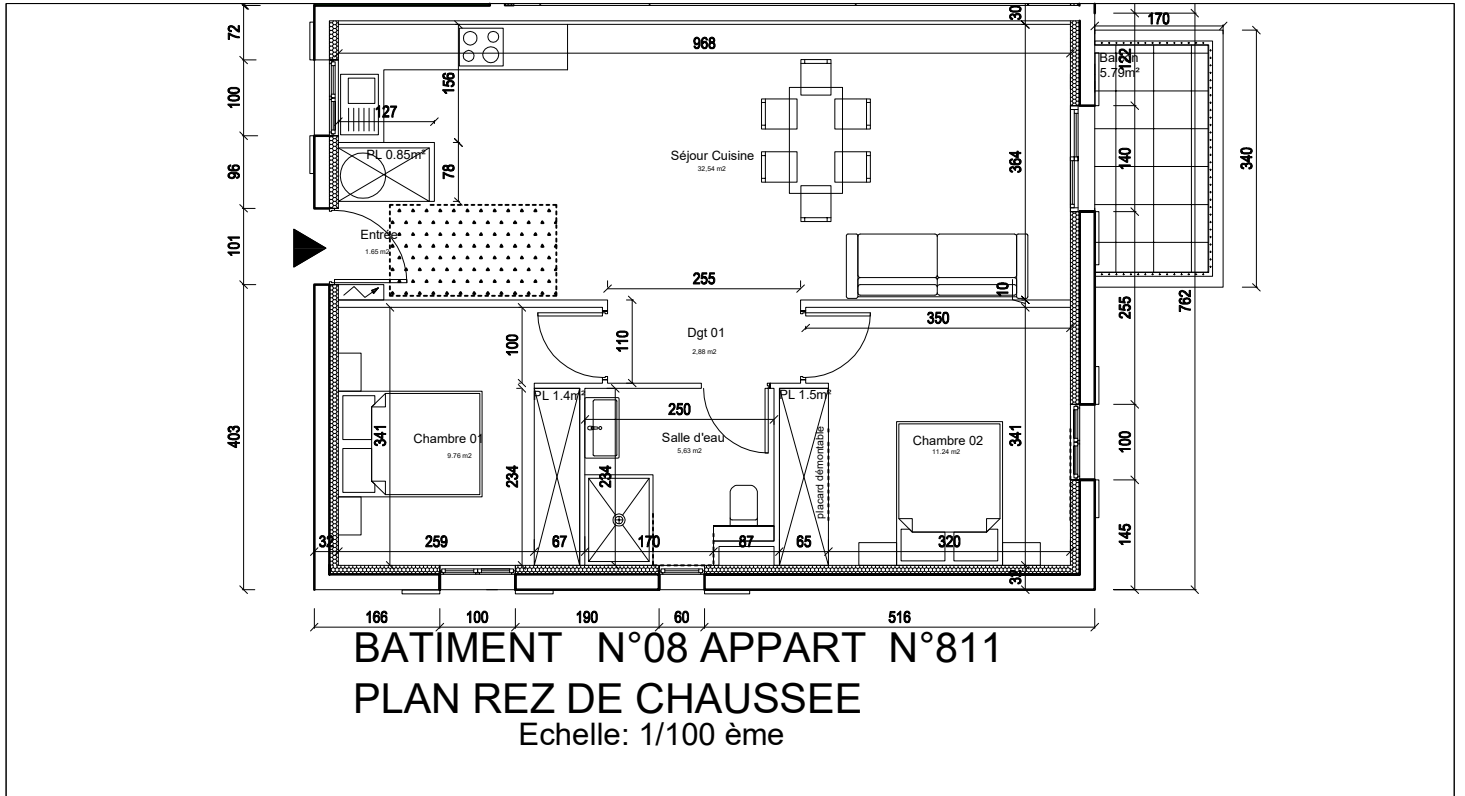 30
170
72
968
Balcon
5.79m²
122
156
100
127
PL 0.85m²
Séjour Cuisine
32,54 m2
364
140
340
96
78
Entrée
1.65 m2
101
255
10
255
762
350
Dgt 01
2,88 m2
100
110
PL 1.4m²
PL 1.5m²
250
403
Chambre 01
9.76 m2
341
Salle d'eau
5,63 m2
placard démontable
Chambre 02
11.24 m2
341
100
234
234
145
32
259
67
170
87
65
320
32
166
100
190
60
516
BATIMENT N°08 APPART N°811
PLAN REZ DE CHAUSSEE
Echelle: 1/100 ème